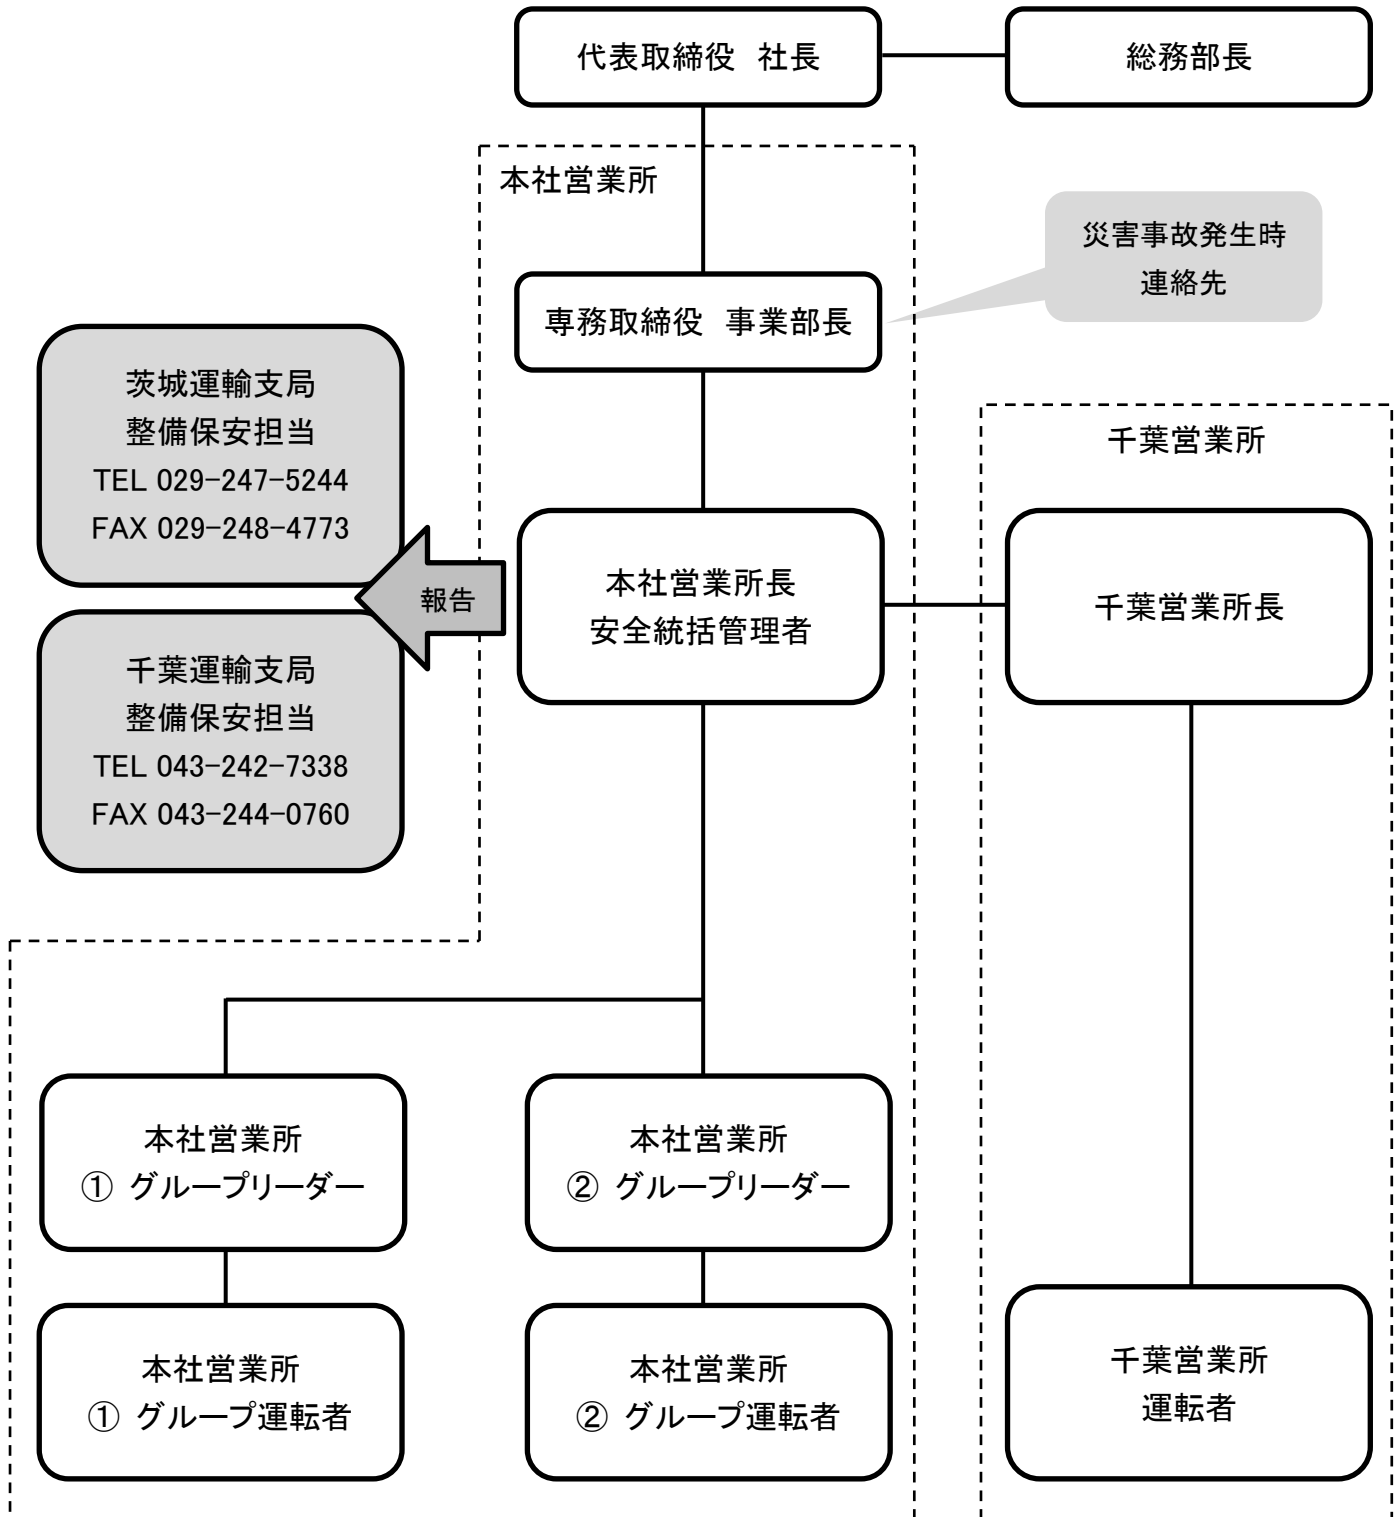 代表取締役 社長
総務部長
本社営業所
災害事故発生時
連絡先
専務取締役 事業部長
茨城運輸支局
整備保安担当
TEL 029-247-5244
FAX 029-248-4773
千葉営業所
報告
本社営業所長
安全統括管理者
千葉営業所長
千葉運輸支局
整備保安担当
TEL 043-242-7338
FAX 043-244-0760
本社営業所
① グループリーダー
本社営業所
② グループリーダー
本社営業所
① グループ運転者
本社営業所
② グループ運転者
千葉営業所
運転者